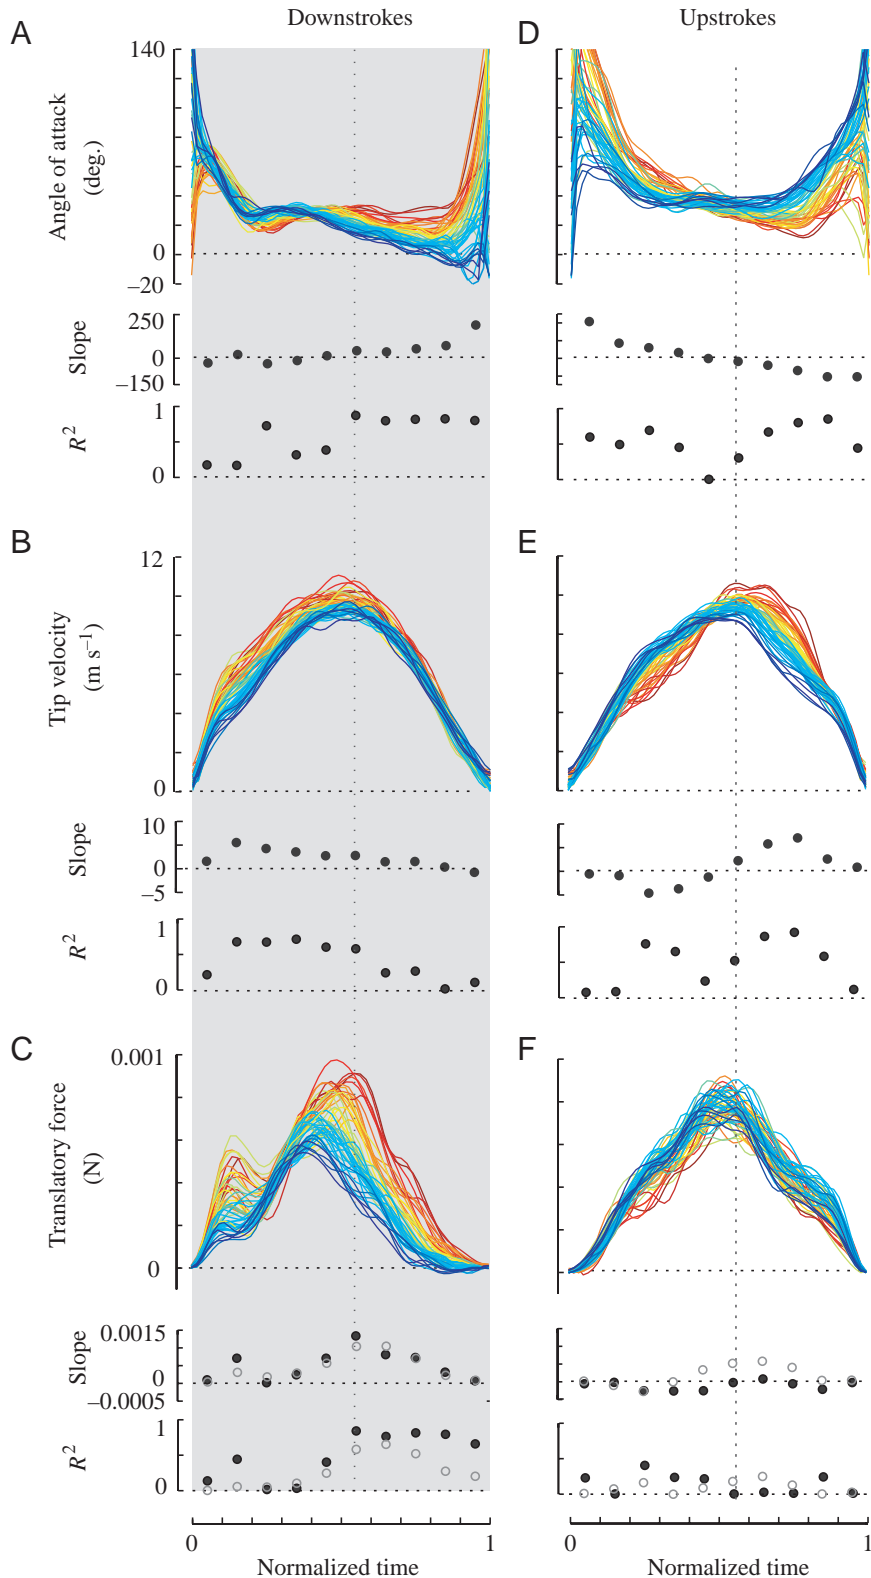 Downstrokes
Upstrokes
A
D
140
Angle of attack
(deg.)
0
–20
250
Slope
0
–150
1
R²
0
B
E
12
Tip velocity
(m s⁻¹)
0
10
Slope
0
–5
1
R²
0
C
F
0.001
Translatory force
(N)
0
0.0015
Slope
0
–0.0005
1
R²
0
0
1
0
1
Normalized time
Normalized time